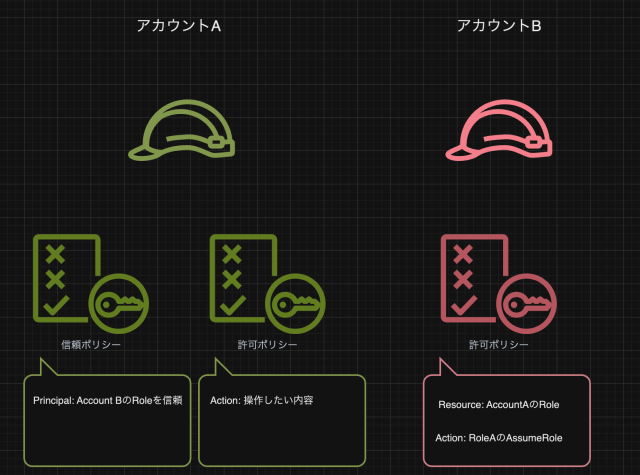 アカウントA
アカウントB
信頼ポリシー
許可ポリシー
許可ポリシー
Principal: Account BのRoleを信頼
Action: 操作したい内容
Resource: AccountAのRole
Action: RoleAのAssumeRole